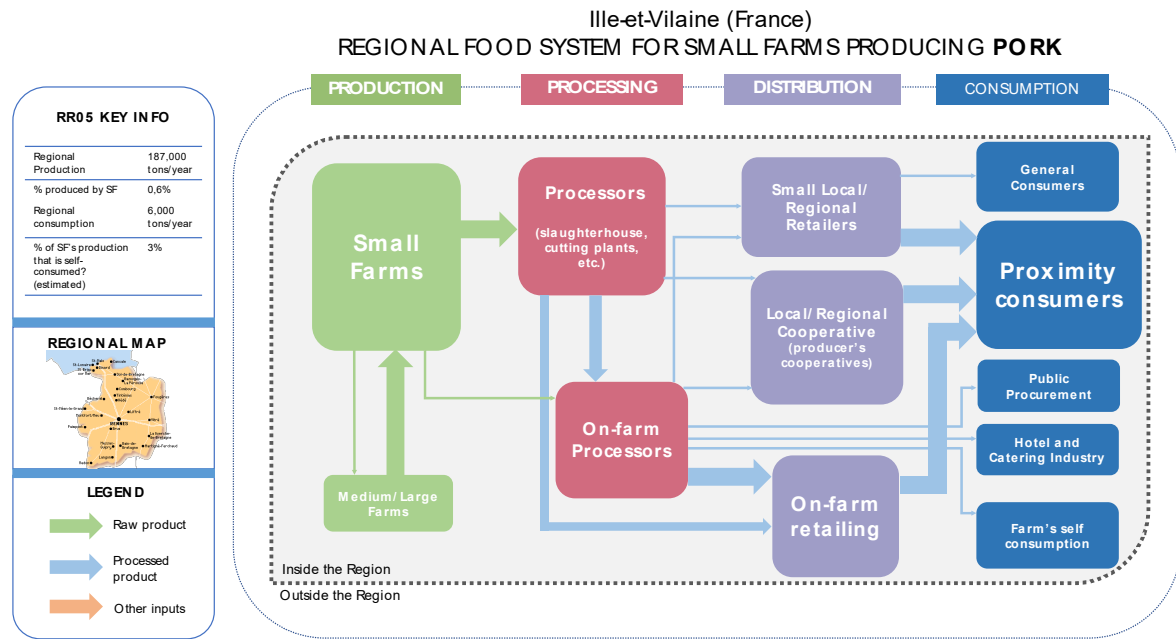 Ille-et-Vilaine (France)
REGIONAL FOOD SYSTEM FOR SMALL FARMS PRODUCING PORK
PRODUCTION
PROCESSING
DISTRIBUTION
CONSUMPTION
RR05 KEY INFO
Regional Production
187,000 tons/year
% produced by SF
0,6%
Regional consumption
6,000 tons/year
% of SF's production that is self-consumed? (estimated)
3%
REGIONAL MAP
RENNES
LEGEND
Raw product
Processed
product
Other inputs
Small
Farms
Medium/Large
Farms
Processors
(slaughterhouse,
cutting plants,
etc.)
On-farm
Processors
Small Local/
Regional
Retailers
Local/ Regional
Cooperative
(producer's
cooperatives)
On-farm
retailing
General
Consumers
Proximity
consumers
Public
Procurement
Hotel and
Catering Industry
Farm's self
consumption
Inside the Region
Outside the Region